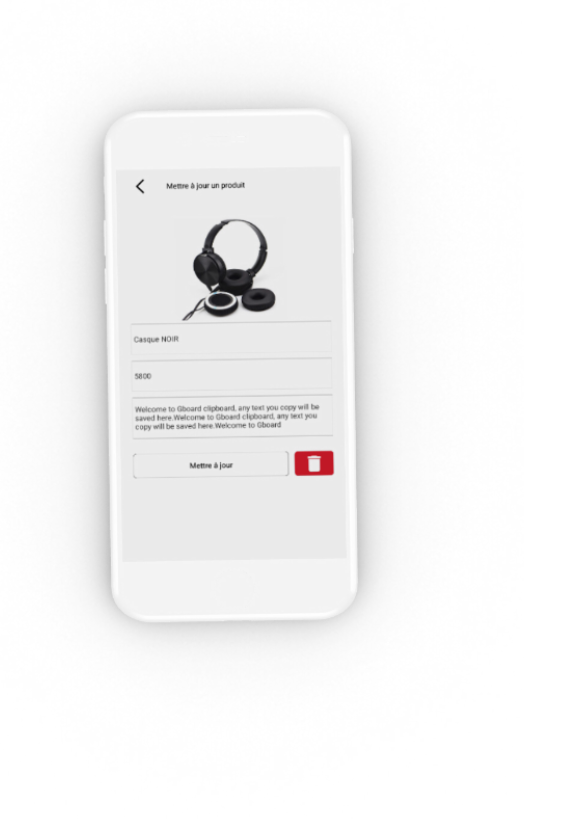 Mettre à jour un produit
Casque NOIR
5800
Welcome to Gboard clipboard, any text you copy will be
saved here.Welcome to Gboard clipboard, any text you
copy will be saved here.Welcome to Gboard
Mettre à jour